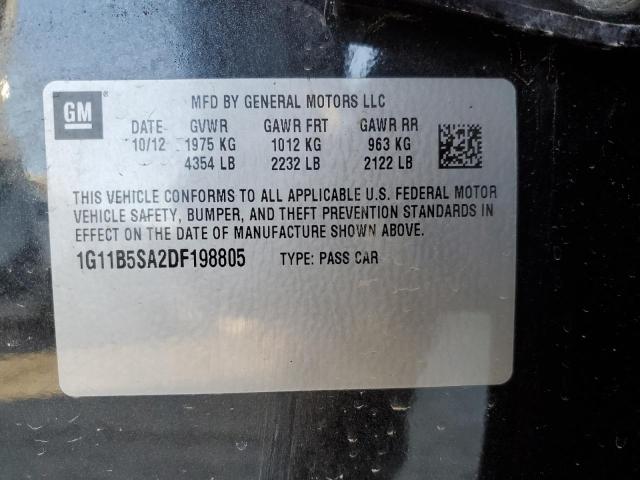 GM ®
MFD BY GENERAL MOTORS LLC
DATE GVWR GAWR FRT GAWR RR
10/12 1975 KG 1012 KG 963 KG
4354 LB 2232 LB 2122 LB
THIS VEHICLE CONFORMS TO ALL APPLICABLE U.S. FEDERAL MOTOR
VEHICLE SAFETY, BUMPER, AND THEFT PREVENTION STANDARDS IN
EFFECT ON THE DATE OF MANUFACTURE SHOWN ABOVE.
1G11B5SA2DF198805 TYPE: PASS CAR